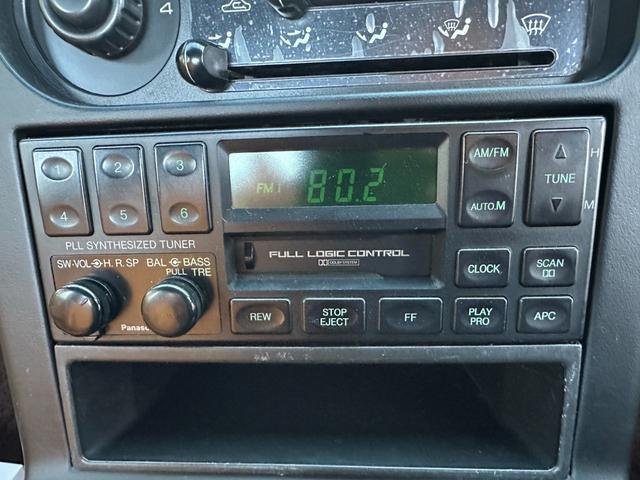 4
1 2 3
4 5 6
PLL SYNTHESIZED TUNER
SW-VOL H.R.SP BAL BASS
PULL TRE
Panaso
FM 1 80.2
FULL LOGIC CONTROL
DOLBY SYSTEM
AM/FM
AUTO.M
TUNE
H
M
CLOCK SCAN
REW STOP EJECT FF PLAY PRO APC